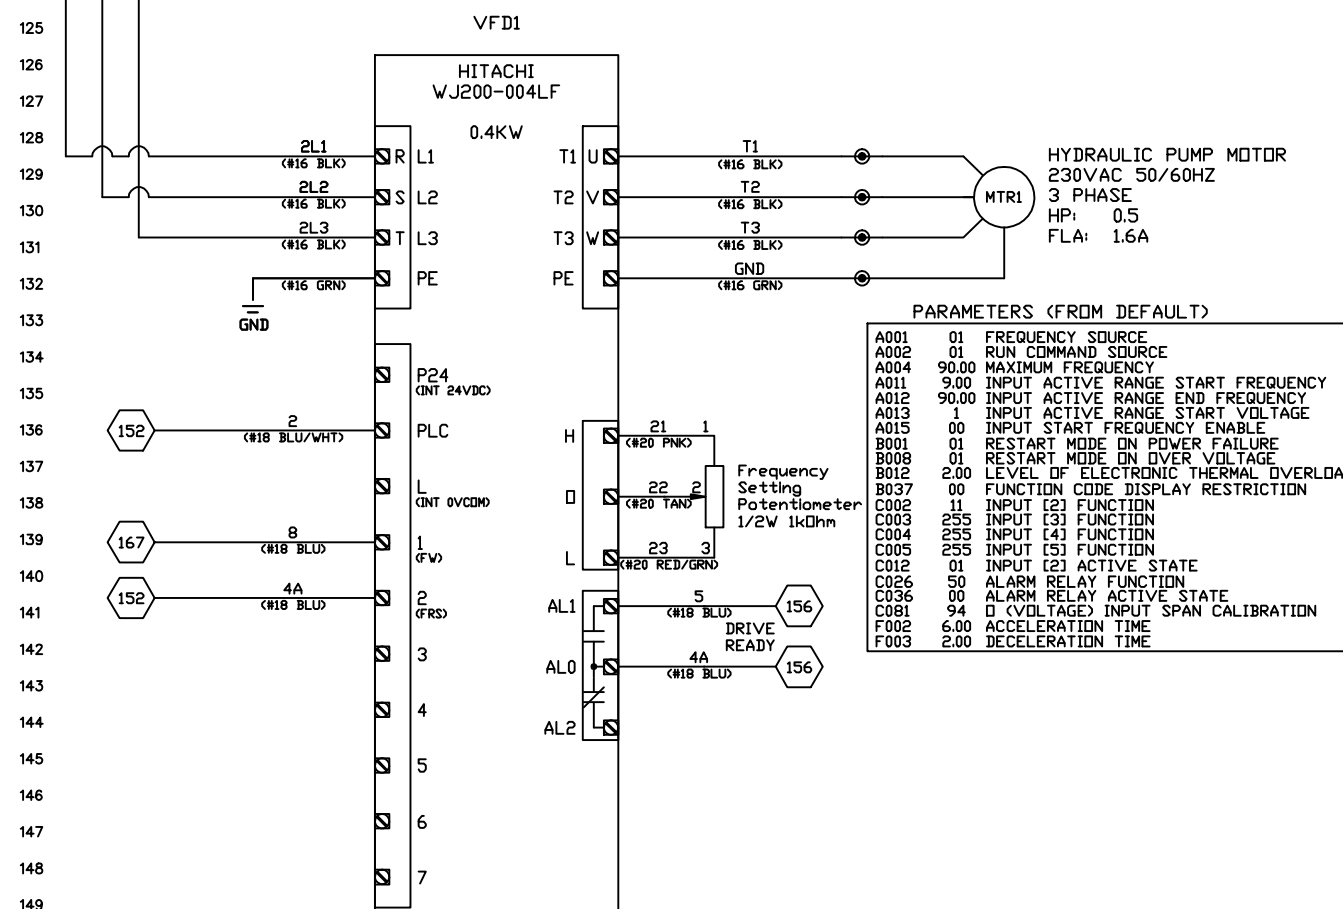 125
VFD1
126
HITACHI
WJ200-004LF
127
128
0.4KW
2L1
(#16 BLK)
R L1
T1 U
T1
(#16 BLK)
HYDRAULIC PUMP MOTOR
129
230VAC 50/60HZ
2L2
(#16 BLK)
S L2
T2 V
T2
(#16 BLK)
MTR1
3 PHASE
130
HP: 0.5
2L3
(#16 BLK)
T L3
T3 W
T3
(#16 BLK)
FLA: 1.6A
131
132
(#16 GRN)
PE
PE
GND
(#16 GRN)
GND
133
PARAMETERS (FROM DEFAULT)
A001 01 FREQUENCY SOURCE
A002 01 RUN COMMAND SOURCE
A004 90.00 MAXIMUM FREQUENCY
A011 9.00 INPUT ACTIVE RANGE START FREQUENCY
A012 90.00 INPUT ACTIVE RANGE END FREQUENCY
A013 1 INPUT ACTIVE RANGE START VOLTAGE
A015 00 INPUT START FREQUENCY ENABLE
B001 01 RESTART MODE ON POWER FAILURE
B008 01 RESTART MODE ON OVER VOLTAGE
B012 2.00 LEVEL OF ELECTRONIC THERMAL OVERLOA
B037 00 FUNCTION CODE DISPLAY RESTRICTION
C002 11 INPUT [2] FUNCTION
C003 255 INPUT [3] FUNCTION
C004 255 INPUT [4] FUNCTION
C005 255 INPUT [5] FUNCTION
C012 01 INPUT [2] ACTIVE STATE
C026 50 ALARM RELAY FUNCTION
C036 00 ALARM RELAY ACTIVE STATE
C081 94 O (VOLTAGE) INPUT SPAN CALIBRATION
F002 6.00 ACCELERATION TIME
F003 2.00 DECELERATION TIME
134
P24
(INT 24VDC)
135
136
152
2
(#18 BLU/WHT)
PLC
H
21
(#20 PNK)
1
137
L
(INT 0VCOM)
O
22
(#20 TAN)
2
Frequency
Setting
Potentiometer
1/2W 1kOhm
138
139
167
8
(#18 BLU)
1
(FW)
L
23
(#20 RED/GRN)
3
140
152
4A
(#18 BLU)
2
(FRS)
AL1
5
(#18 BLU)
156
141
DRIVE
READY
142
3
AL0
4A
(#18 BLU)
156
143
144
4
AL2
145
5
146
6
147
148
7
149